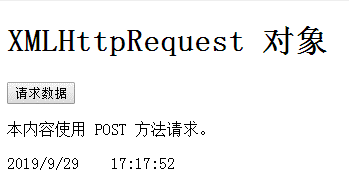 XMLHttpRequest 对象
请求数据
本内容使用 POST 方法请求。
2019/9/29 17:17:52